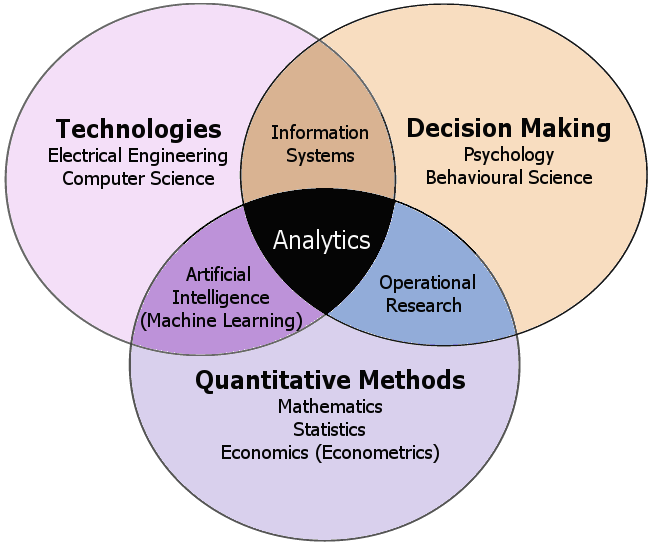 Technologies
Electrical Engineering
Computer Science
Information
Systems
Decision Making
Psychology
Behavioural Science
Analytics
Artificial
Intelligence
(Machine Learning)
Operational
Research
Quantitative Methods
Mathematics
Statistics
Economics (Econometrics)